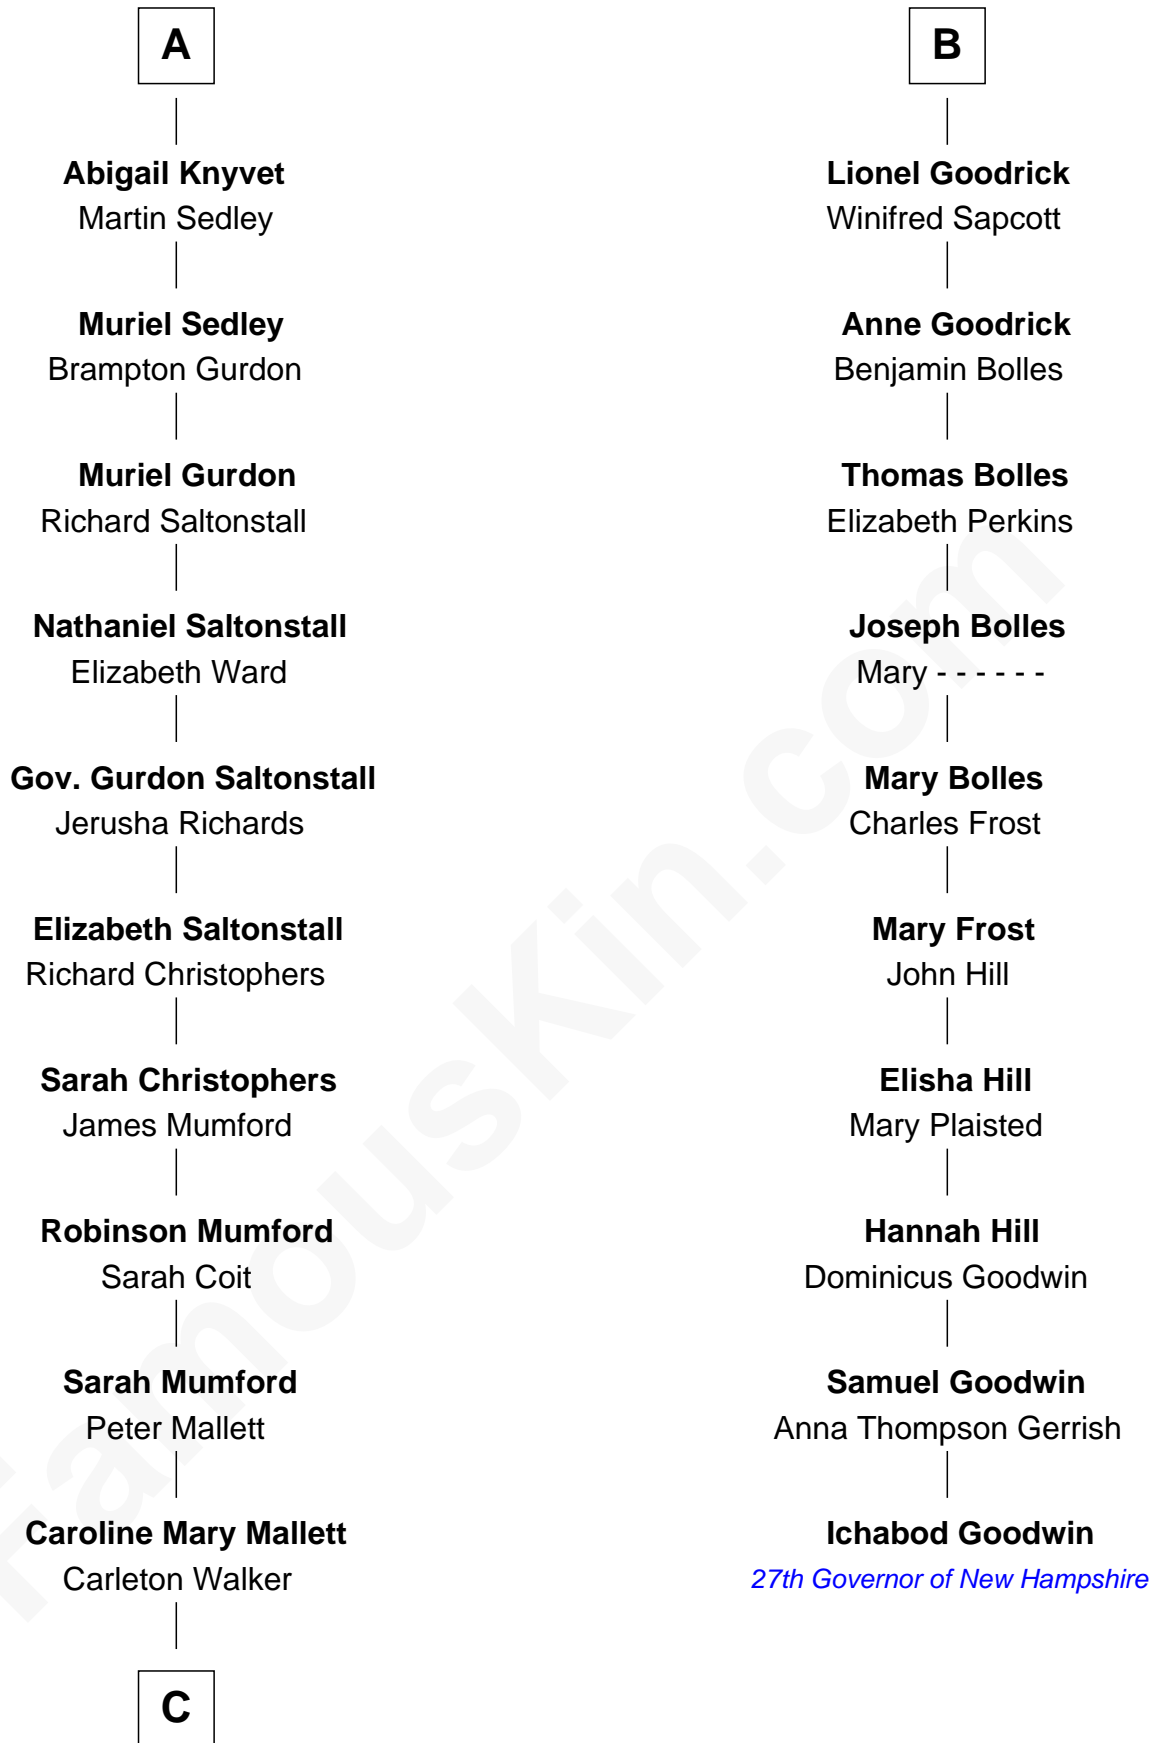 A
Abigail Knyvet
Martin Sedley
Muriel Sedley
Brampton Gurdon
Muriel Gurdon
Richard Saltonstall
Nathaniel Saltonstall
Elizabeth Ward
Gov. Gurdon Saltonstall
Jerusha Richards
Elizabeth Saltonstall
Richard Christophers
Sarah Christophers
James Mumford
Robinson Mumford
Sarah Coit
Sarah Mumford
Peter Mallett
Caroline Mary Mallett
Carleton Walker
C
B
Lionel Goodrick
Winifred Sapcott
Anne Goodrick
Benjamin Bolles
Thomas Bolles
Elizabeth Perkins
Joseph Bolles
Mary - - - - - -
Mary Bolles
Charles Frost
Mary Frost
John Hill
Elisha Hill
Mary Plaisted
Hannah Hill
Dominicus Goodwin
Samuel Goodwin
Anna Thompson Gerrish
Ichabod Goodwin
27th Governor of New Hampshire
FamousKin.com